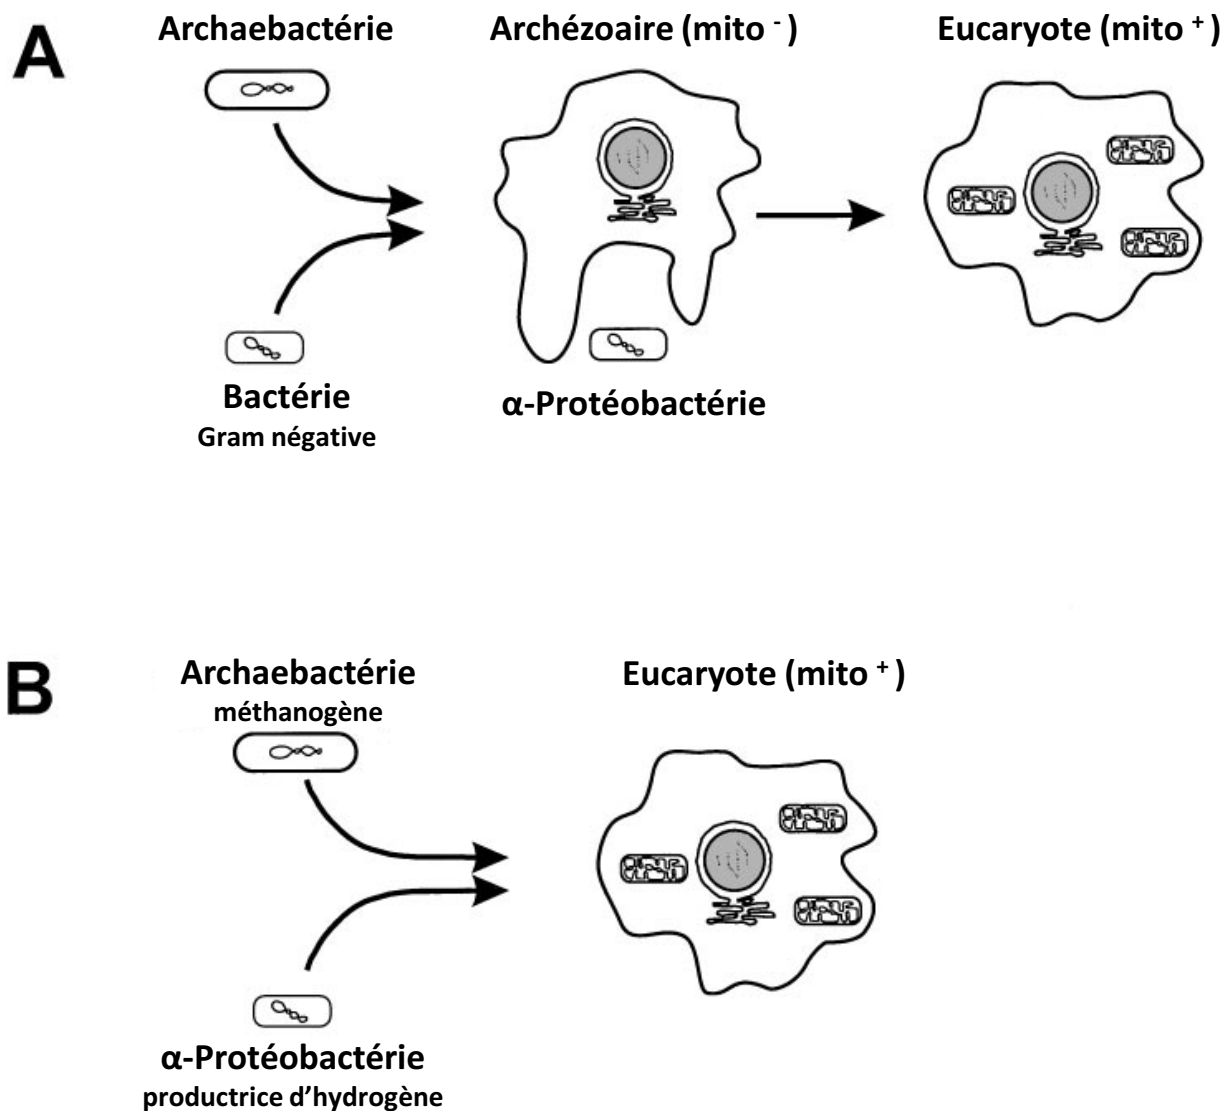 A
Archaebactérie
Archézoaire (mito ⁻ )
Eucaryote (mito ⁺ )
Bactérie
Gram négative
α-Protéobactérie
B
Archaebactérie
méthanogène
Eucaryote (mito ⁺ )
α-Protéobactérie
productrice d’hydrogène